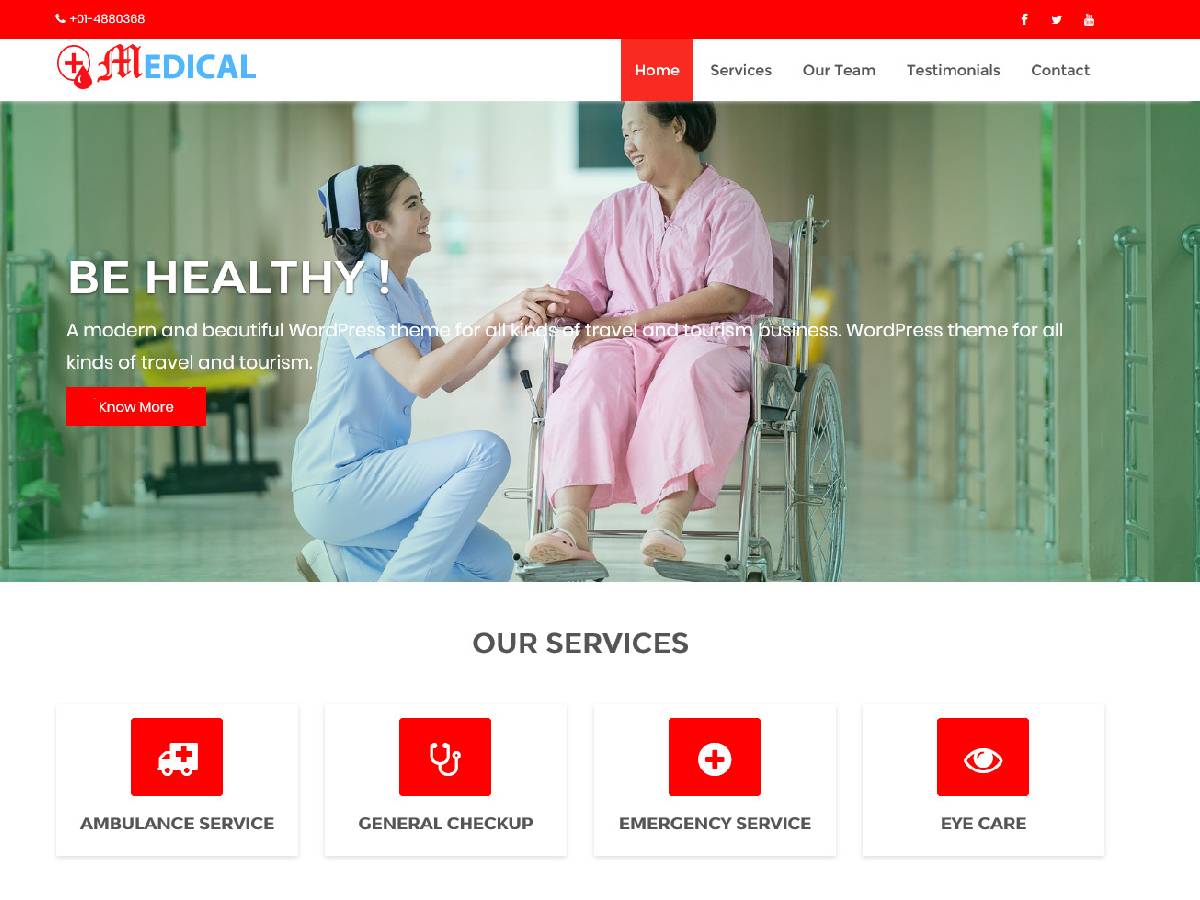 +01-4880368
MEDICAL
Home Services Our Team Testimonials Contact
BE HEALTHY !
A modern and beautiful WordPress theme for all kinds of travel and tourism business. WordPress theme for all
kinds of travel and tourism.
Know More
OUR SERVICES
AMBULANCE SERVICE
GENERAL CHECKUP
EMERGENCY SERVICE
EYE CARE